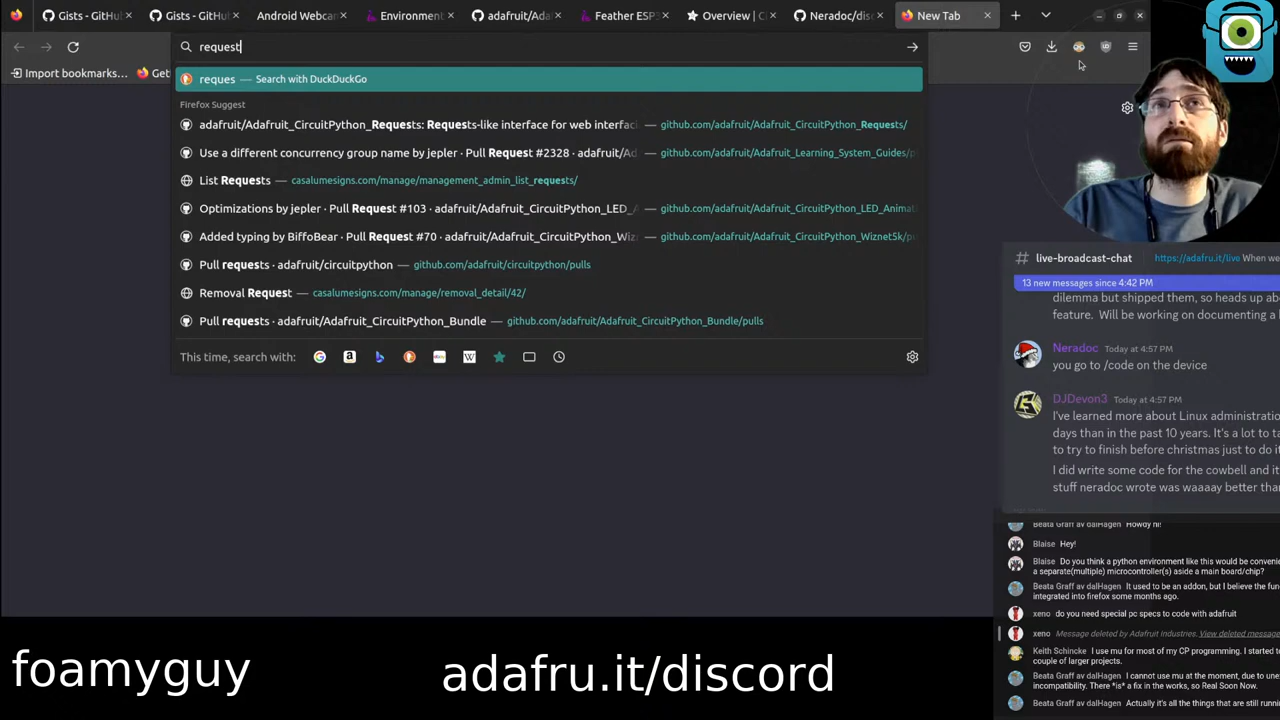 Gists · GitHu
Gists · GitHu
Android Webcam
Environmen
adafruit/Ada
Feather ESP3
Overview | Ci
Neradoc/disc
New Tab
request
Import bookmarks…
Get
reques — Search with DuckDuckGo
Firefox Suggest
adafruit/Adafruit_CircuitPython_Requests: Requests-like interface for web interfaci — github.com/adafruit/Adafruit_CircuitPython_Requests/
Use a different concurrency group name by jepler · Pull Request #2328 · adafruit/Ad — github.com/adafruit/Adafruit_Learning_System_Guides/p
List Requests — casalumesigns.com/manage/management_admin_list_requests/
Optimizations by jepler · Pull Request #103 · adafruit/Adafruit_CircuitPython_LED_A — github.com/adafruit/Adafruit_CircuitPython_LED_Animat
Added typing by BiffoBear · Pull Request #70 · adafruit/Adafruit_CircuitPython_Wiz — github.com/adafruit/Adafruit_CircuitPython_WiznetSk/pu
Pull requests · adafruit/circuitpython — github.com/adafruit/circuitpython/pulls
Removal Request — casalumesigns.com/manage/removal_detail/42/
Pull requests · adafruit/Adafruit_CircuitPython_Bundle — github.com/adafruit/Adafruit_CircuitPython_Bundle/pulls
This time, search with:
# live-broadcast-chat https://adafru.it/live When we
13 new messages since 4:42 PM
dilemma but shipped them, so heads up abo
feature. Will be working on documenting a l
Neradoc Today at 4:57 PM
you go to /code on the device
DJDevon3 Today at 4:57 PM
I've learned more about Linux administratio
days than in the past 10 years. It's a lot to ta
to try to finish before christmas just to do it
I did write some code for the cowbell and it
stuff neradoc wrote was waaaay better tha
Beata Graff av dalHagen Howdy hi!
Blaise Hey!
Blaise Do you think a python environment like this would be convenie
a separate(multiple) microcontroller(s) aside a main board/chip?
Beata Graff av dalHagen It used to be an addon, but I believe the fun
integrated into firefox some months ago.
xeno do you need special pc specs to code with adafruit
xeno Message deleted by Adafruit Industries. View deleted message
Keith Schincke I use mu for most of my CP programming. I started to
couple of larger projects.
Beata Graff av dalHagen I cannot use mu at the moment, due to une
incompatibility. There *is* a fix in the works, so Real Soon Now.
Beata Graff av dalHagen Actually it's all the things that are still runni
foamyguy
adafru.it/discord